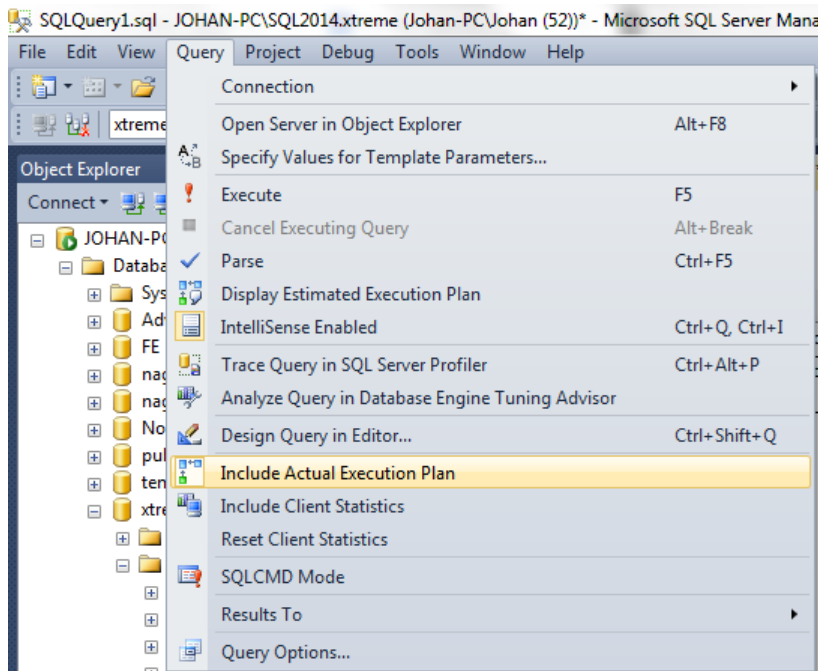 SQLQuery1.sql - JOHAN-PC\SQL2014.xtreme (Johan-PC\Johan (52))* - Microsoft SQL Server Mana
File Edit View Query Project Debug Tools Window Help
Connection
xtreme
Open Server in Object Explorer Alt+F8
Specify Values for Template Parameters...
Object Explorer
Execute F5
Connect
Cancel Executing Query Alt+Break
JOHAN-PC
Parse Ctrl+F5
Databa
Display Estimated Execution Plan
Sys
IntelliSense Enabled Ctrl+Q, Ctrl+I
Adv
FE
Trace Query in SQL Server Profiler Ctrl+Alt+P
nag
Analyze Query in Database Engine Tuning Advisor
nag
No
Design Query in Editor... Ctrl+Shift+Q
pul
Include Actual Execution Plan
ten
Include Client Statistics
xtre
Reset Client Statistics
SQLCMD Mode
Results To
Query Options...